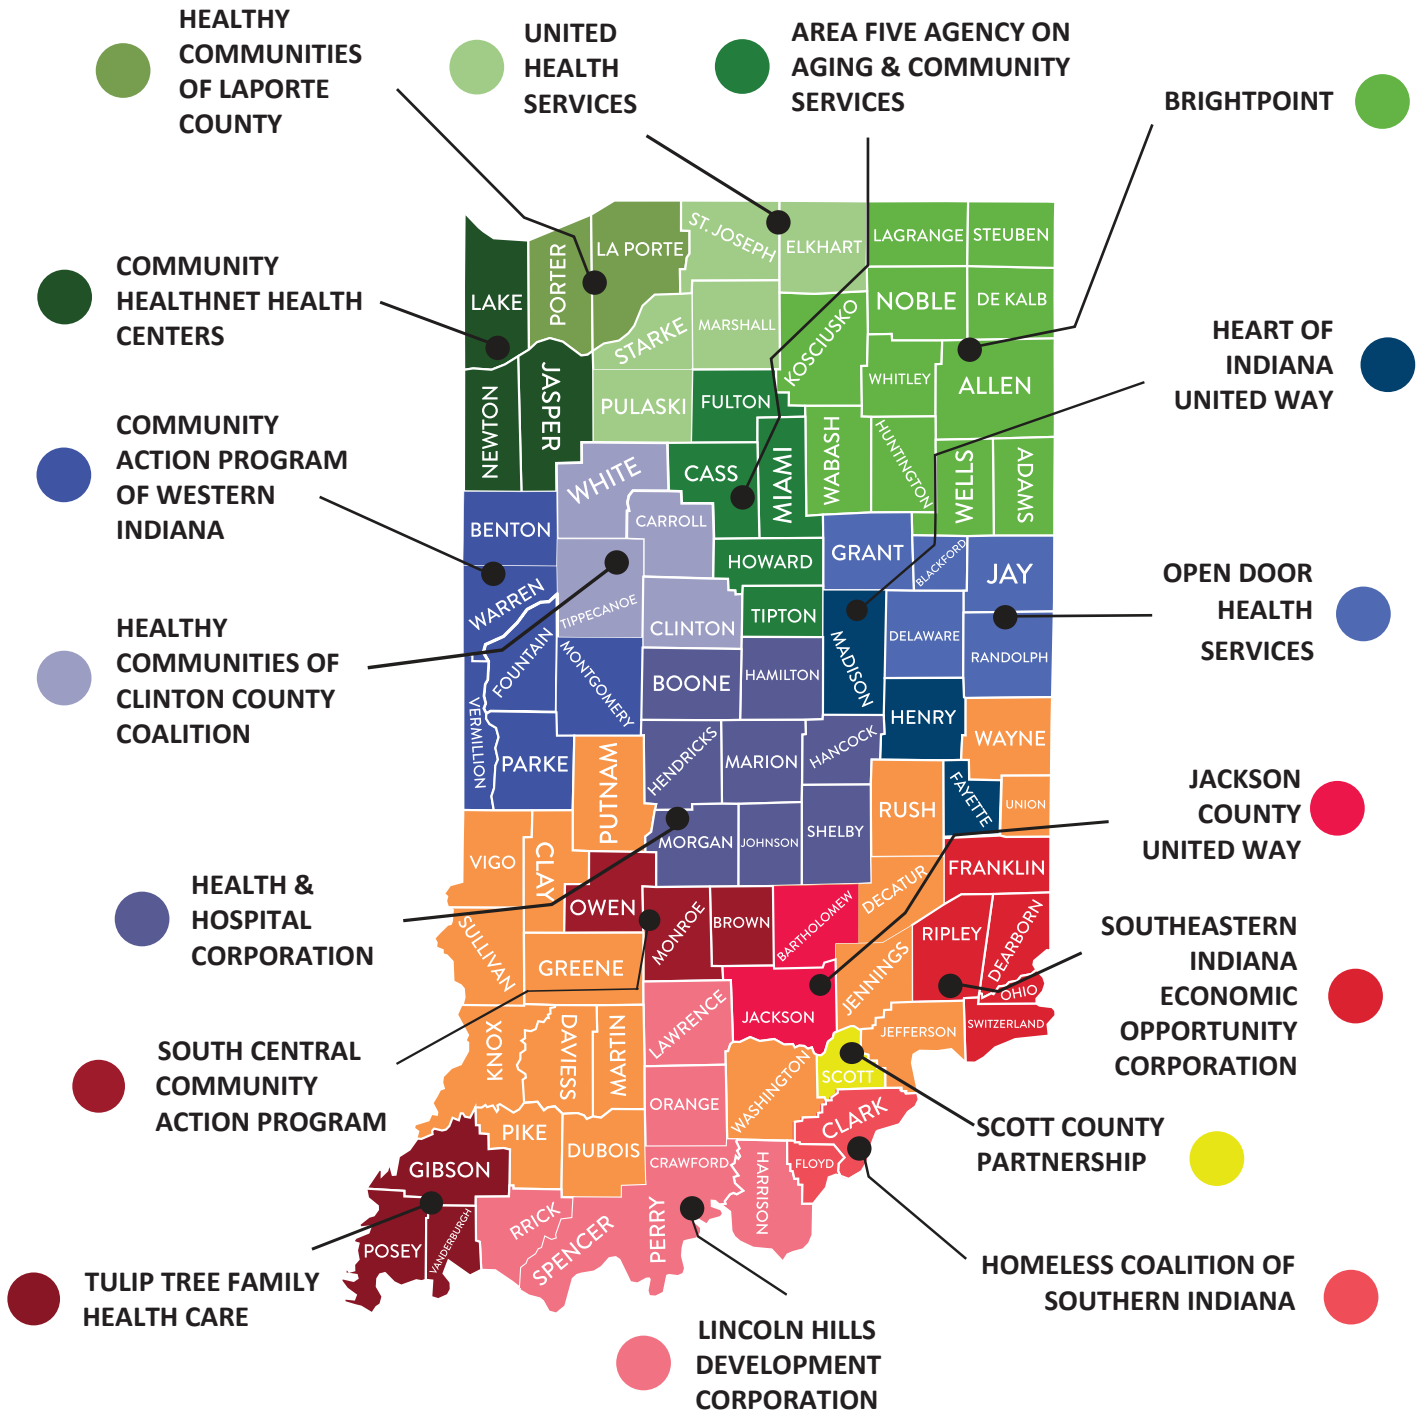 HEALTHY
COMMUNITIES
OF LAPORTE
COUNTY
UNITED
HEALTH
SERVICES
AREA FIVE AGENCY ON
AGING & COMMUNITY
SERVICES
BRIGHTPOINT
COMMUNITY
HEALTHNET HEALTH
CENTERS
HEART OF
INDIANA
UNITED WAY
COMMUNITY
ACTION PROGRAM
OF WESTERN
INDIANA
OPEN DOOR
HEALTH
SERVICES
HEALTHY
COMMUNITIES OF
CLINTON COUNTY
COALITION
JACKSON
COUNTY
UNITED WAY
HEALTH &
HOSPITAL
CORPORATION
SOUTHEASTERN
INDIANA
ECONOMIC
OPPORTUNITY
CORPORATION
SOUTH CENTRAL
COMMUNITY
ACTION PROGRAM
SCOTT COUNTY
PARTNERSHIP
TULIP TREE FAMILY
HEALTH CARE
HOMELESS COALITION OF
SOUTHERN INDIANA
LINCOLN HILLS
DEVELOPMENT
CORPORATION
LAKE
PORTER
LA PORTE
ST. JOSEPH
ELKHART
LAGRANGE
STEUBEN
NOBLE
DE KALB
STARKE
MARSHALL
KOSCIUSKO
WHITLEY
ALLEN
NEWTON
JASPER
PULASKI
FULTON
WABASH
HUNTINGTON
WELLS
ADAMS
WHITE
CASS
MIAMI
BENTON
CARROLL
HOWARD
GRANT
BLACKFORD
JAY
WARREN
TIPPECANOE
CLINTON
TIPTON
MADISON
DELAWARE
RANDOLPH
FOUNTAIN
MONTGOMERY
BOONE
HAMILTON
HENRY
WAYNE
VERMILLION
PARKE
PUTNAM
HENDRICKS
MARION
HANCOCK
RUSH
FAYETTE
UNION
VIGO
CLAY
MORGAN
JOHNSON
SHELBY
FRANKLIN
OWEN
MONROE
BROWN
BARTHOLOMEW
DECATUR
RIPLEY
DEARBORN
SULLIVAN
GREENE
JENNINGS
OHIO
LAWRENCE
JACKSON
JEFFERSON
SWITZERLAND
KNOX
DAVIESS
MARTIN
WASHINGTON
SCOTT
ORANGE
CLARK
PIKE
DUBOIS
CRAWFORD
HARRISON
FLOYD
GIBSON
POSEY
VANDERBURGH
RRICK
SPENCER
PERRY